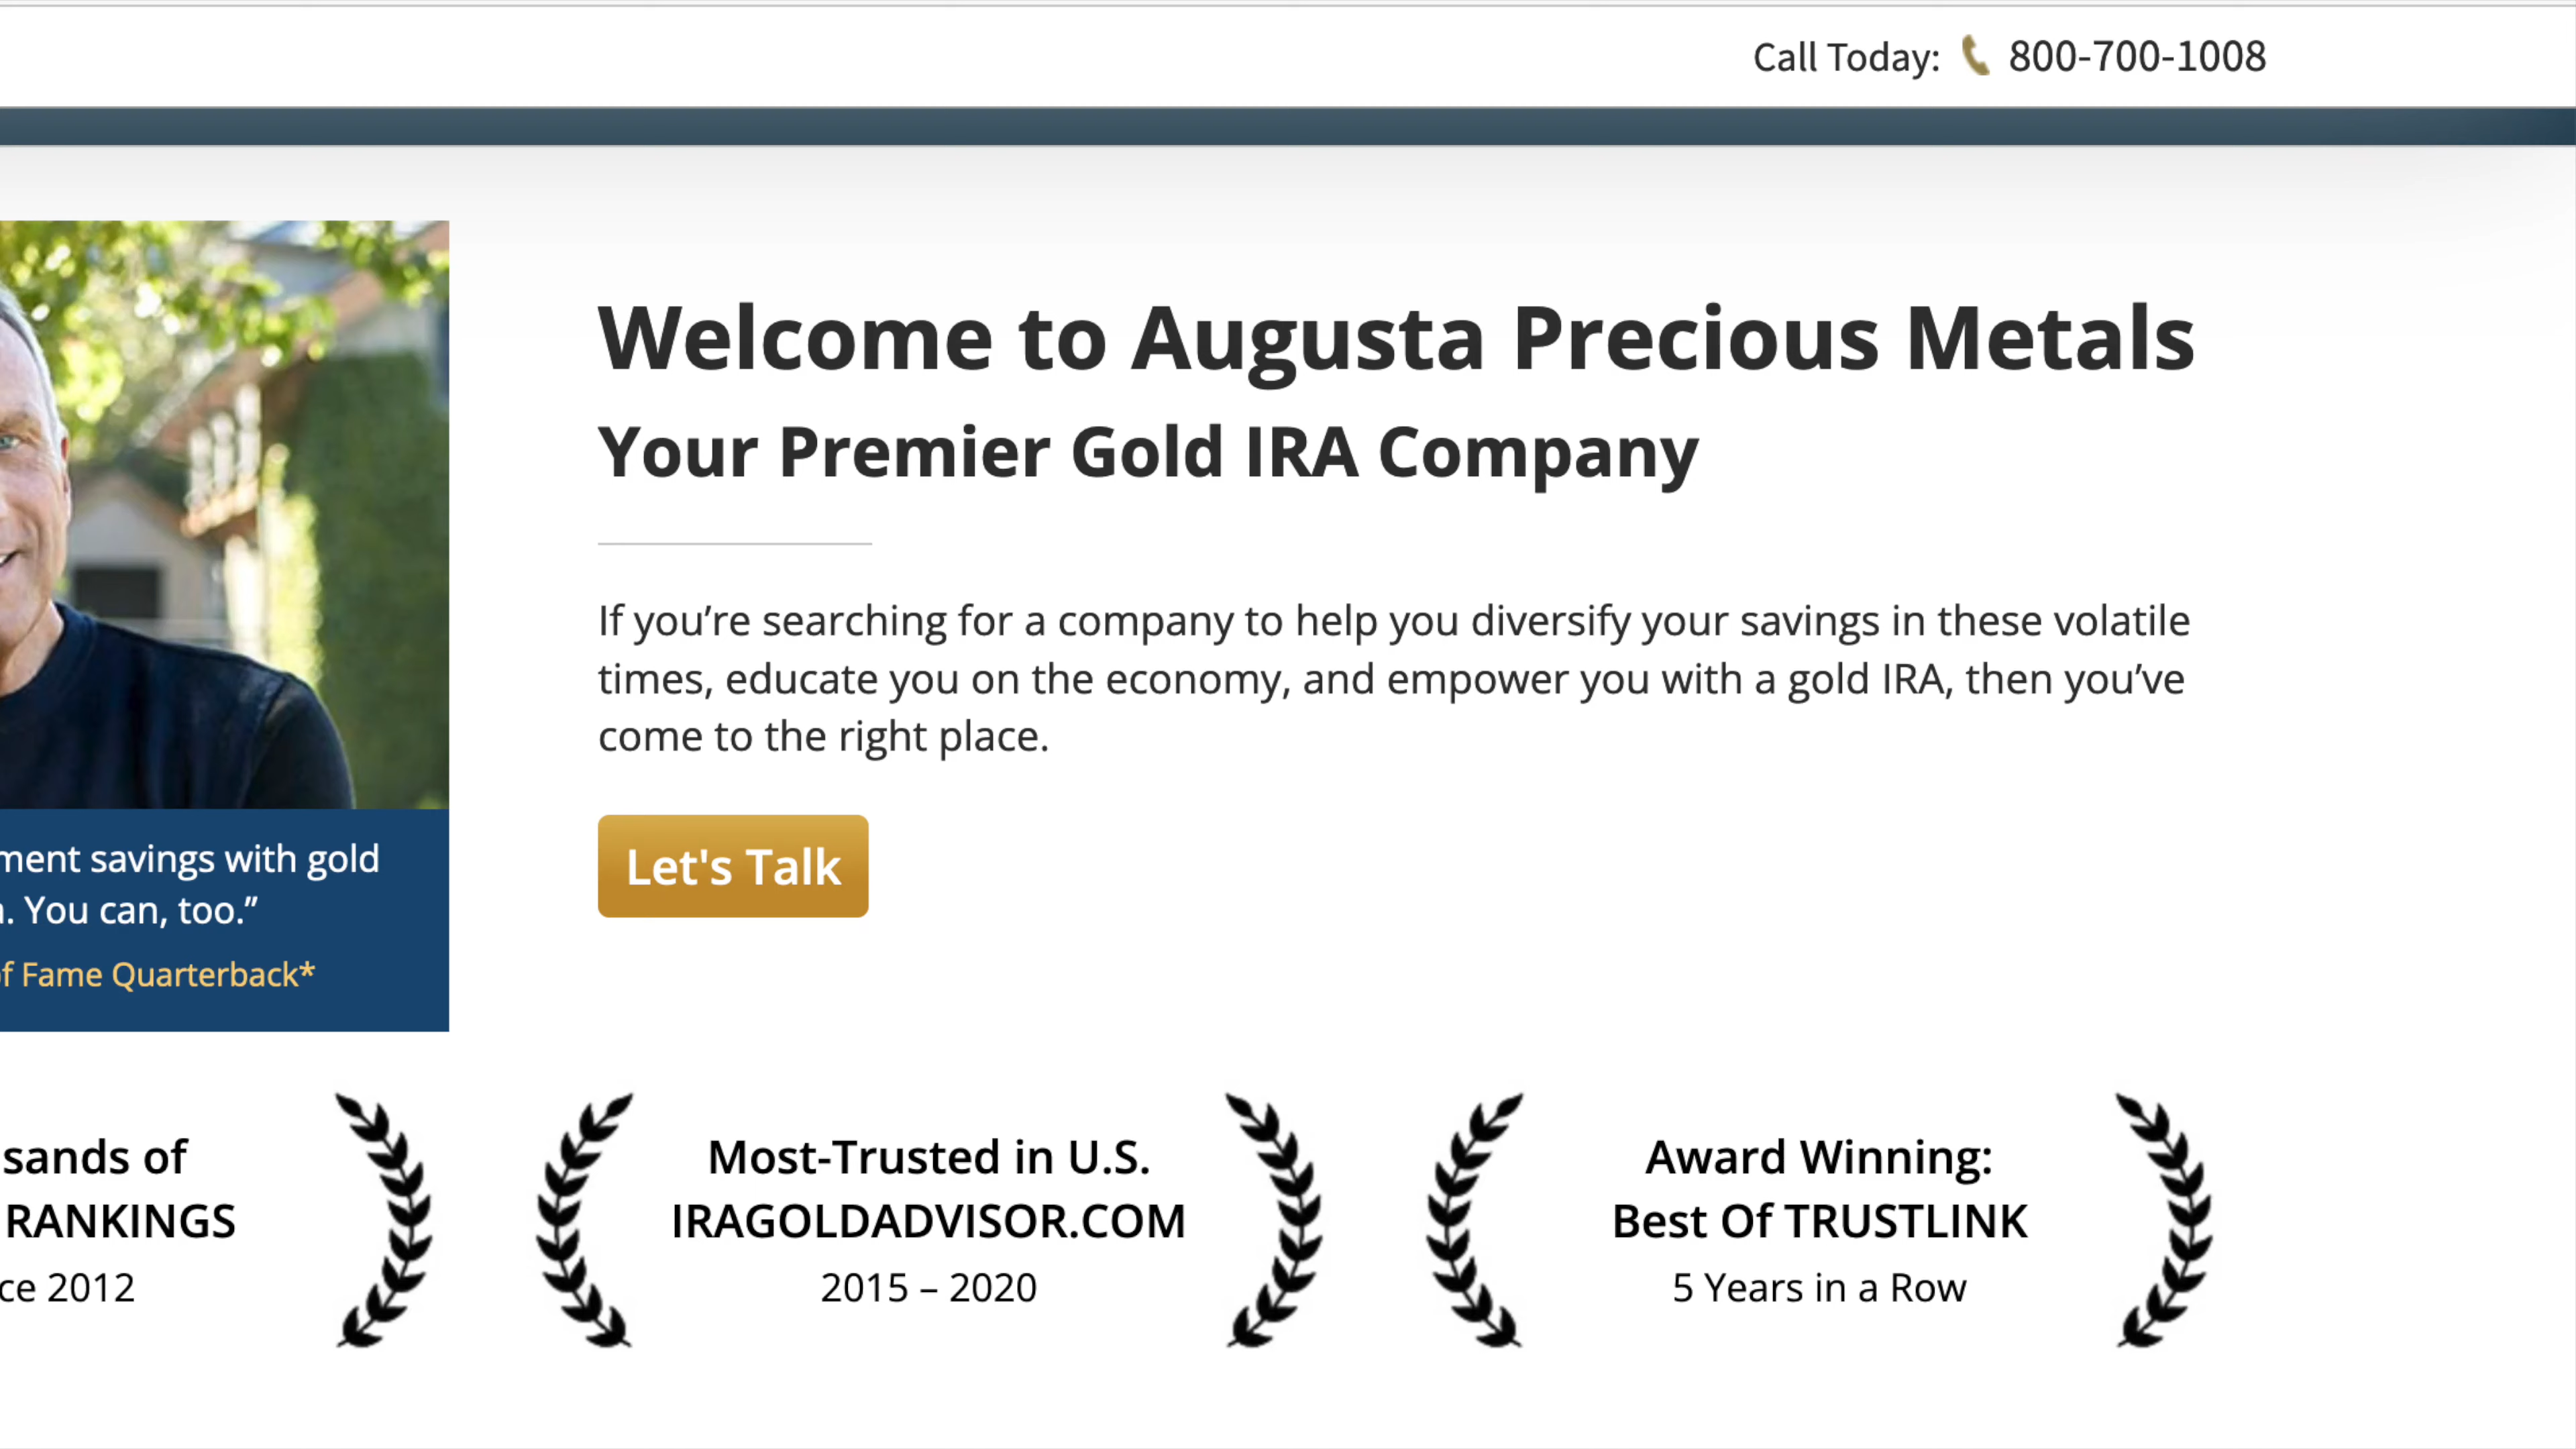 Call Today: 800-700-1008
Welcome to Augusta Precious Metals
Your Premier Gold IRA Company
If you’re searching for a company to help you diversify your savings in these volatile
times, educate you on the economy, and empower you with a gold IRA, then you’ve
come to the right place.
Let's Talk
savings with gold
You can, too.”
Fame Quarterback*
of
RANKINGS
2012
Most-Trusted in U.S.
IRAGOLDADVISOR.COM
2015 – 2020
Award Winning:
Best Of TRUSTLINK
5 Years in a Row